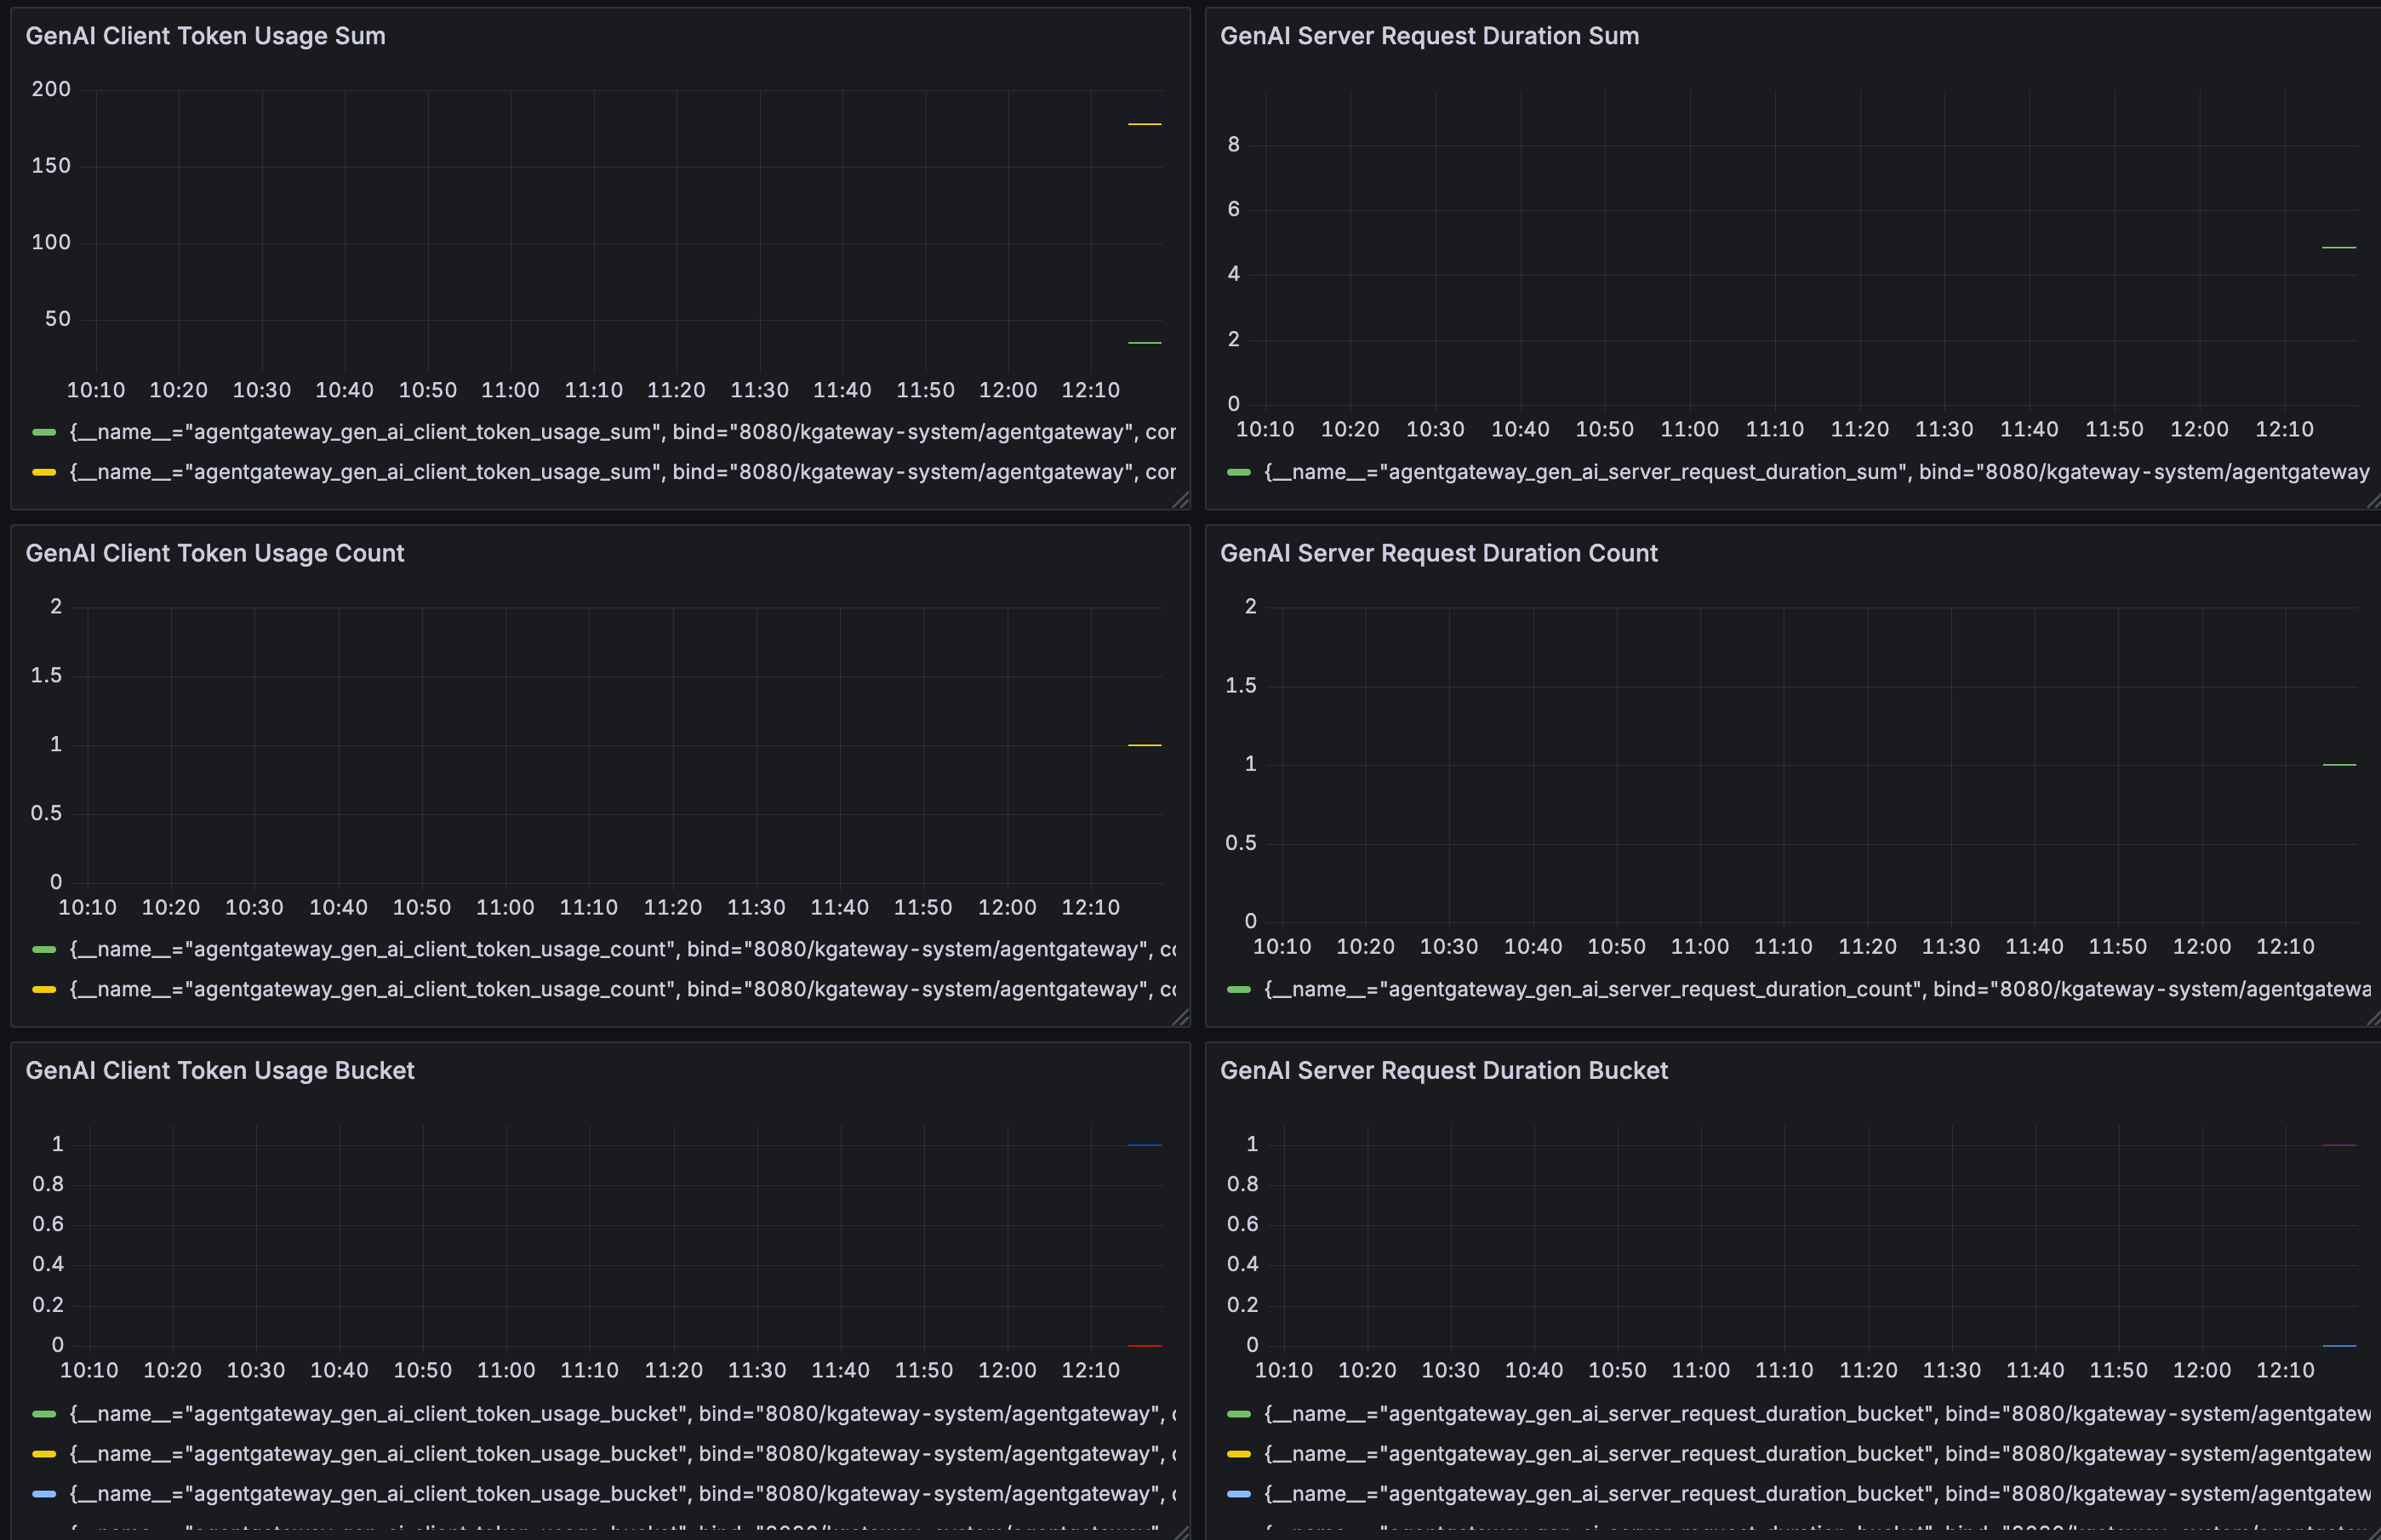 GenAI Client Token Usage Sum
200
150
100
50
10:10 10:20 10:30 10:40 10:50 11:00 11:10 11:20 11:30 11:40 11:50 12:00 12:10
{__name__="agentgateway_gen_ai_client_token_usage_sum", bind="8080/kgateway-system/agentgateway", cor
{__name__="agentgateway_gen_ai_client_token_usage_sum", bind="8080/kgateway-system/agentgateway", cor
GenAI Server Request Duration Sum
8
6
4
2
0
10:10 10:20 10:30 10:40 10:50 11:00 11:10 11:20 11:30 11:40 11:50 12:00 12:10
{__name__="agentgateway_gen_ai_server_request_duration_sum", bind="8080/kgateway-system/agentgateway
GenAI Client Token Usage Count
2
1.5
1
0.5
0
10:10 10:20 10:30 10:40 10:50 11:00 11:10 11:20 11:30 11:40 11:50 12:00 12:10
{__name__="agentgateway_gen_ai_client_token_usage_count", bind="8080/kgateway-system/agentgateway", c
{__name__="agentgateway_gen_ai_client_token_usage_count", bind="8080/kgateway-system/agentgateway", c
GenAI Server Request Duration Count
2
1.5
1
0.5
0
10:10 10:20 10:30 10:40 10:50 11:00 11:10 11:20 11:30 11:40 11:50 12:00 12:10
{__name__="agentgateway_gen_ai_server_request_duration_count", bind="8080/kgateway-system/agentgatewa
GenAI Client Token Usage Bucket
1
0.8
0.6
0.4
0.2
0
10:10 10:20 10:30 10:40 10:50 11:00 11:10 11:20 11:30 11:40 11:50 12:00 12:10
{__name__="agentgateway_gen_ai_client_token_usage_bucket", bind="8080/kgateway-system/agentgateway",
{__name__="agentgateway_gen_ai_client_token_usage_bucket", bind="8080/kgateway-system/agentgateway",
{__name__="agentgateway_gen_ai_client_token_usage_bucket", bind="8080/kgateway-system/agentgateway",
GenAI Server Request Duration Bucket
1
0.8
0.6
0.4
0.2
0
10:10 10:20 10:30 10:40 10:50 11:00 11:10 11:20 11:30 11:40 11:50 12:00 12:10
{__name__="agentgateway_gen_ai_server_request_duration_bucket", bind="8080/kgateway-system/agentgatew
{__name__="agentgateway_gen_ai_server_request_duration_bucket", bind="8080/kgateway-system/agentgatew
{__name__="agentgateway_gen_ai_server_request_duration_bucket", bind="8080/kgateway-system/agentgatew